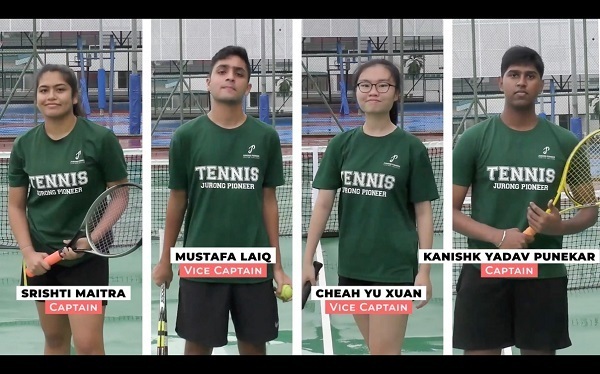 TENNIS
JURONG PIONEER
SRISHTI MAITRA
CAPTAIN
TENNIS
JURONG PIONEER
MUSTAFA LAIQ
VICE CAPTAIN
TENNIS
JURONG PIONEER
CHEAH YU XUAN
VICE CAPTAIN
TENNIS
JURONG PIONEER
KANISHK YADAV PUNEKAR
CAPTAIN